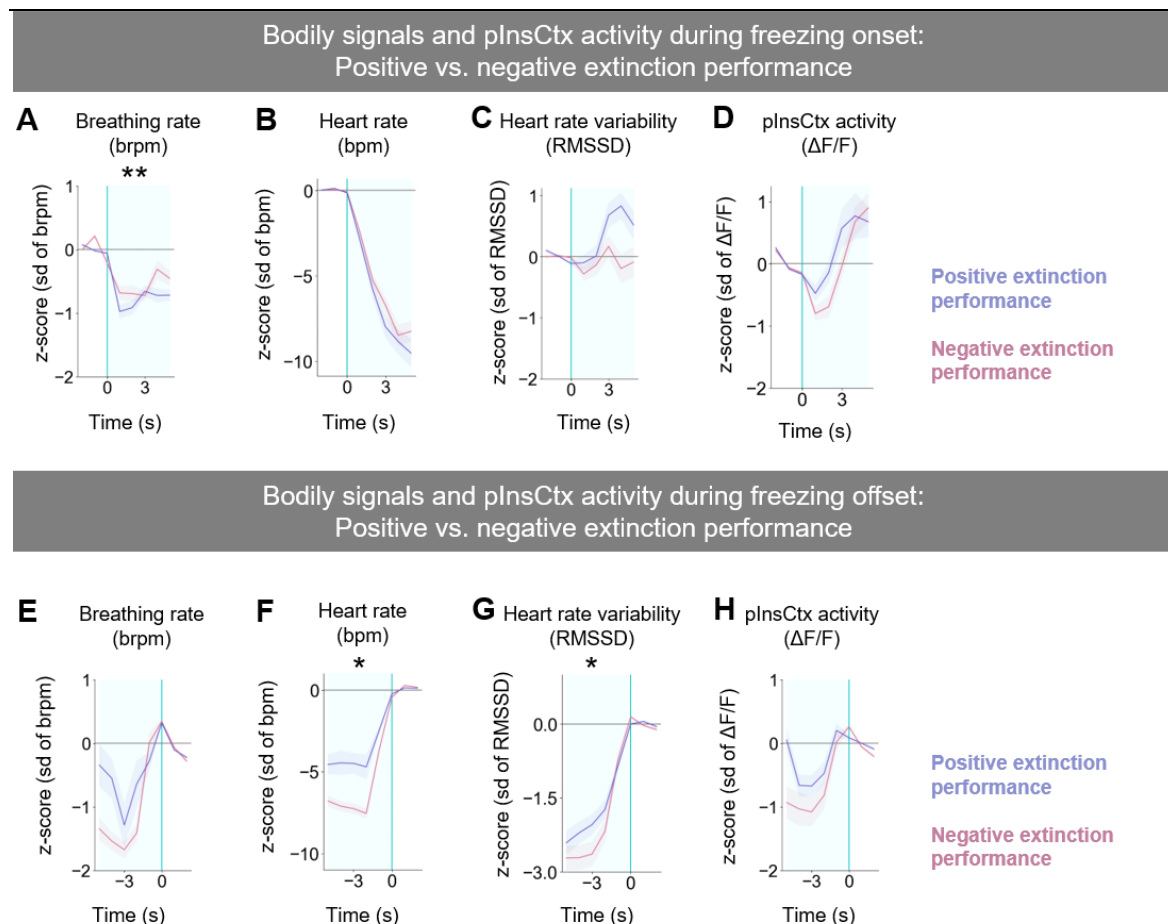 Bodily signals and pInsCtx activity during freezing onset:
Positive vs. negative extinction performance
A
Breathing rate
(brpm)
**
z-score (sd of brpm)
1
0
−1
−2
0
3
Time (s)
B
Heart rate
(bpm)
z-score (sd of bpm)
0
−5
−10
0
3
Time (s)
C
Heart rate variability
(RMSSD)
z-score (sd of RMSSD)
1
0
−1
−2
0
3
Time (s)
D
pInsCtx activity
(ΔF/F)
z-score (sd of ΔF/F)
1
0
−1
−2
0
3
Time (s)
Positive extinction
performance
Negative extinction
performance
Bodily signals and pInsCtx activity during freezing offset:
Positive vs. negative extinction performance
E
Breathing rate
(brpm)
z-score (sd of brpm)
1
0
−1
−2
−3
0
Time (s)
F
Heart rate
(bpm)
*
z-score (sd of bpm)
0
−5
−10
−3
0
Time (s)
G
Heart rate variability
(RMSSD)
*
z-score (sd of RMSSD)
0.0
−1.5
−3.0
−3
0
Time (s)
H
pInsCtx activity
(ΔF/F)
z-score (sd of ΔF/F)
1
0
−1
−2
−3
0
Time (s)
Positive extinction
performance
Negative extinction
performance